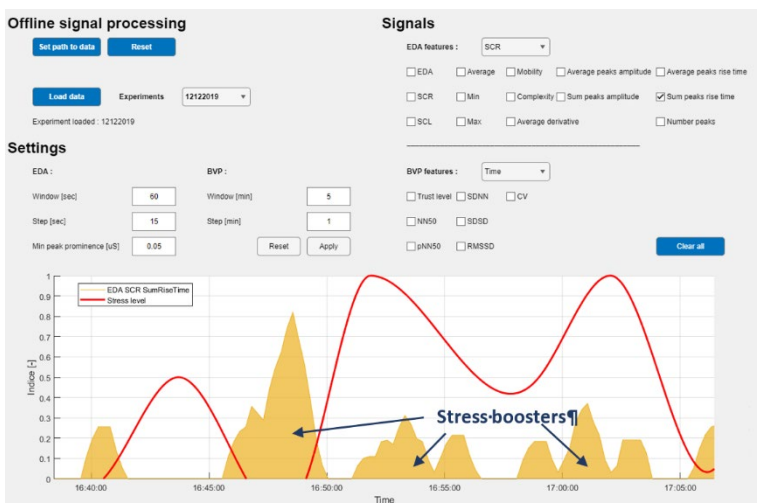 Offline signal processing
Set path to data
Reset
Load data
Experiments
12122019
Experiment loaded : 12122019
Settings
EDA :
BVP :
Window [sec]
60
Window [min]
5
Step [sec]
15
Step [min]
1
Min peak prominence [uS]
0.05
Reset
Apply
Signals
EDA features :
SCR
EDA
Average
Mobility
Average peaks amplitude
Average peaks rise time
SCR
Min
Complexity
Sum peaks amplitude
Sum peaks rise time
SCL
Max
Average derivative
Number peaks
BVP features :
Time
Trust level
SDNN
CV
NN50
SDSD
pNN50
RMSSD
Clear all
EDA SCR SumRiseTime
Stress level
Indice [-]
1
0.9
0.8
0.7
0.6
0.5
0.4
0.3
0.2
0.1
0
Stress·boosters¶
16:40:00
16:45:00
16:50:00
16:55:00
17:00:00
17:05:00
Time